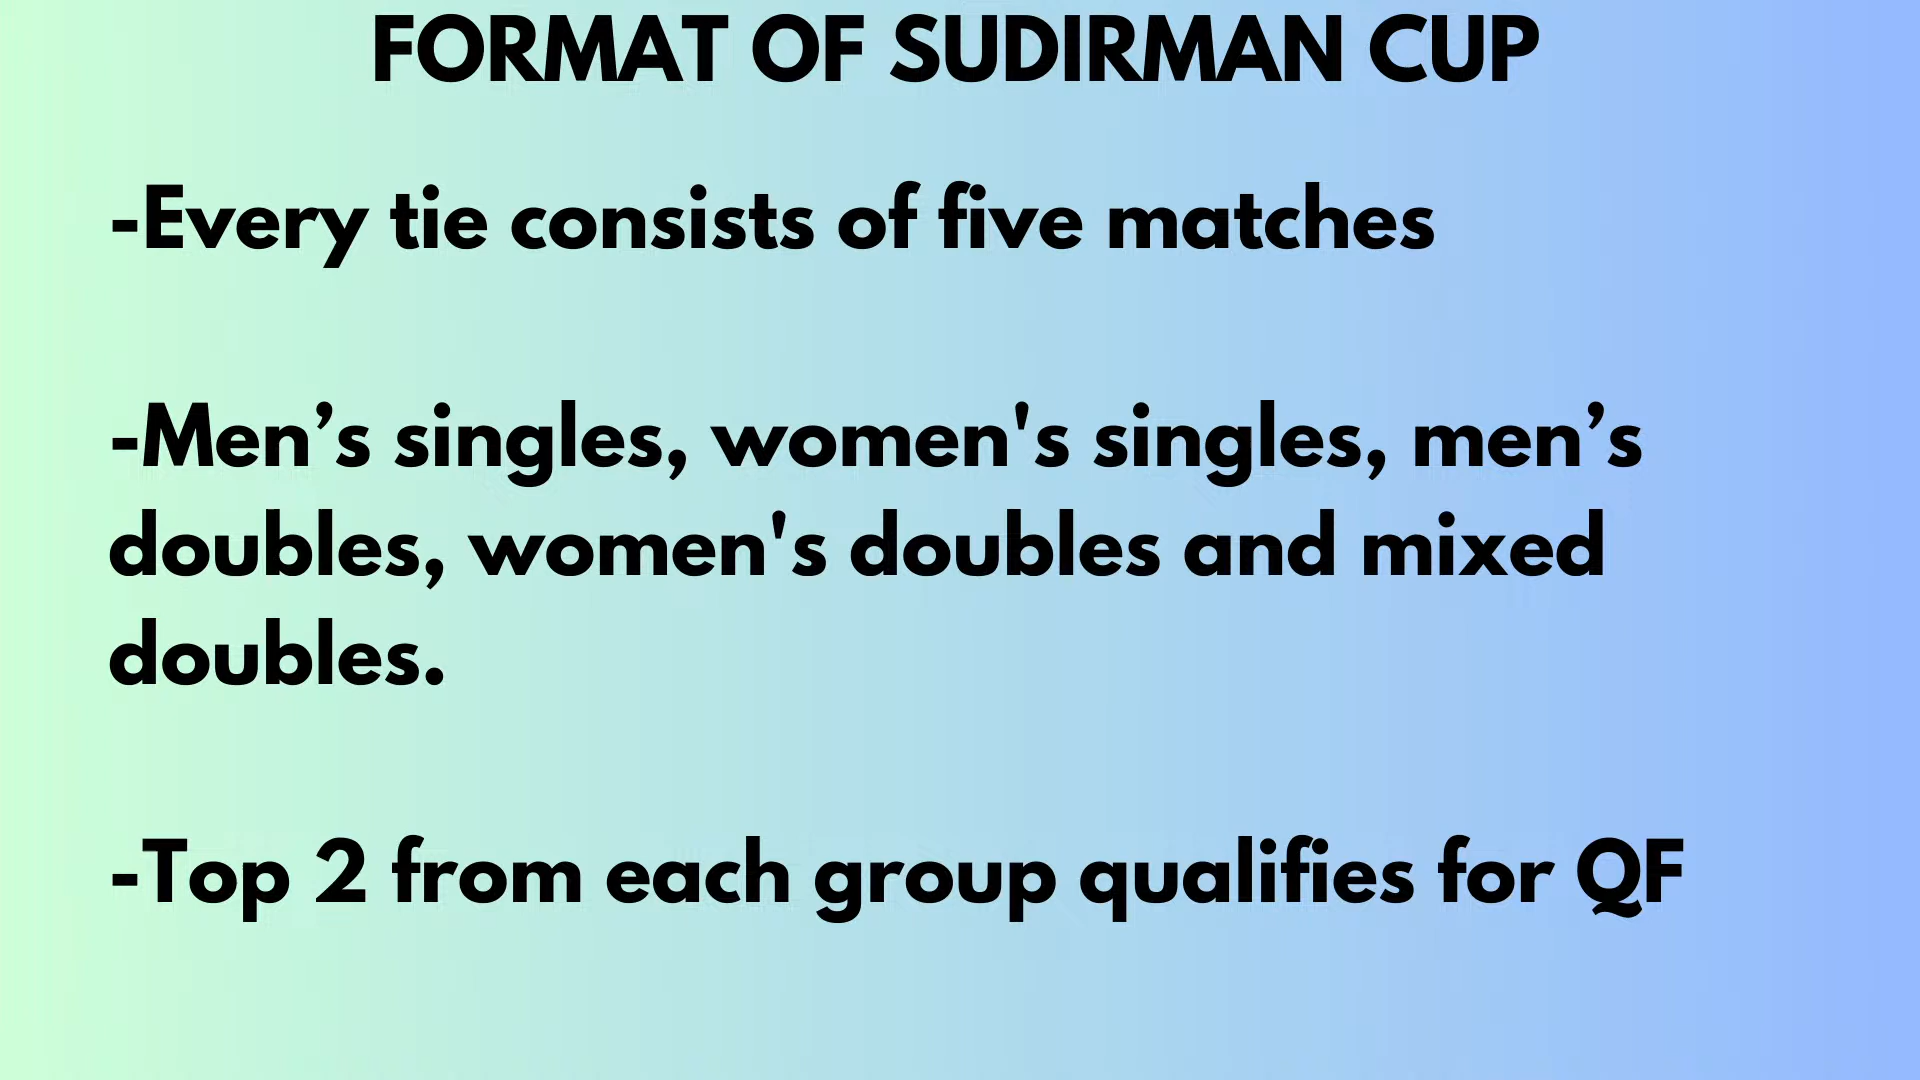 FORMAT OF SUDIRMAN CUP
-Every tie consists of five matches
-Men’s singles, women's singles, men’s
doubles, women's doubles and mixed
doubles.
-Top 2 from each group qualifies for QF